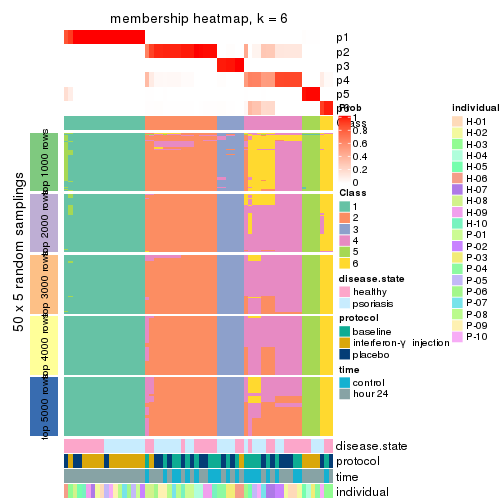 membership heatmap, k = 6
p1
p2
p3
p4
p5
p6
50 x 5 random samplings
top 1000 rows
top 2000 rows
top 3000 rows
top 4000 rows
top 5000 rows
disease.state
protocol
time
individual
Prob
1
0.8
0.6
0.4
0.2
0
Class
Class
1
2
3
4
5
6
disease.state
healthy
psoriasis
protocol
baseline
interferon-γ injection
placebo
time
control
hour 24
individual
H-01
H-02
H-03
H-04
H-05
H-06
H-07
H-08
H-09
H-10
P-01
P-02
P-03
P-04
P-05
P-06
P-07
P-08
P-09
P-10